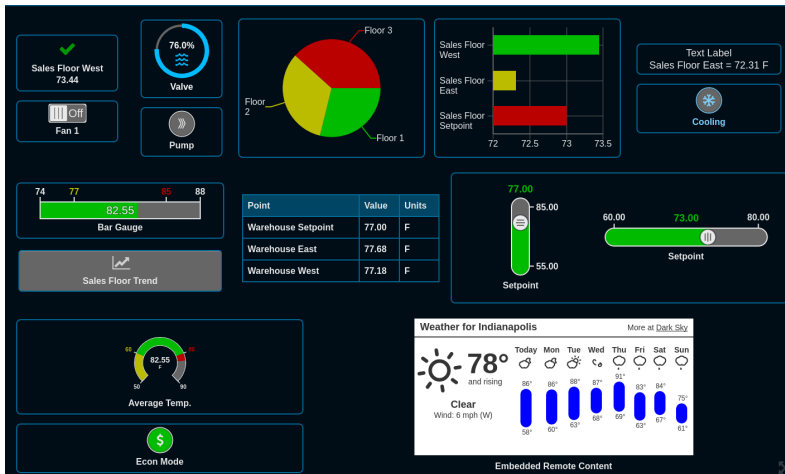 Sales Floor West
73.44
Off
Fan 1
76.0%
Valve
Pump
Floor 3
Floor 2
Floor 1
Sales Floor West
Sales Floor East
Sales Floor Setpoint
72 72.5 73 73.5
Text Label
Sales Floor East = 72.31 F
Cooling
74 77 85 88
82.55
Bar Gauge
Sales Floor Trend
Point Value Units
Warehouse Setpoint 77.00 F
Warehouse East 77.68 F
Warehouse West 77.18 F
77.00
85.00
55.00
Setpoint
60.00 73.00 80.00
Setpoint
60
82.55
F
50 90
Average Temp.
$
Econ Mode
Weather for Indianapolis More at Dark Sky
78°
and rising
Clear
Wind: 6 mph (W)
Today Mon Tue Wed Thu Fri Sat Sun
86° 86° 88° 87° 91° 83° 84° 75°
58° 60° 63° 68° 69° 63° 67° 61°
Embedded Remote Content